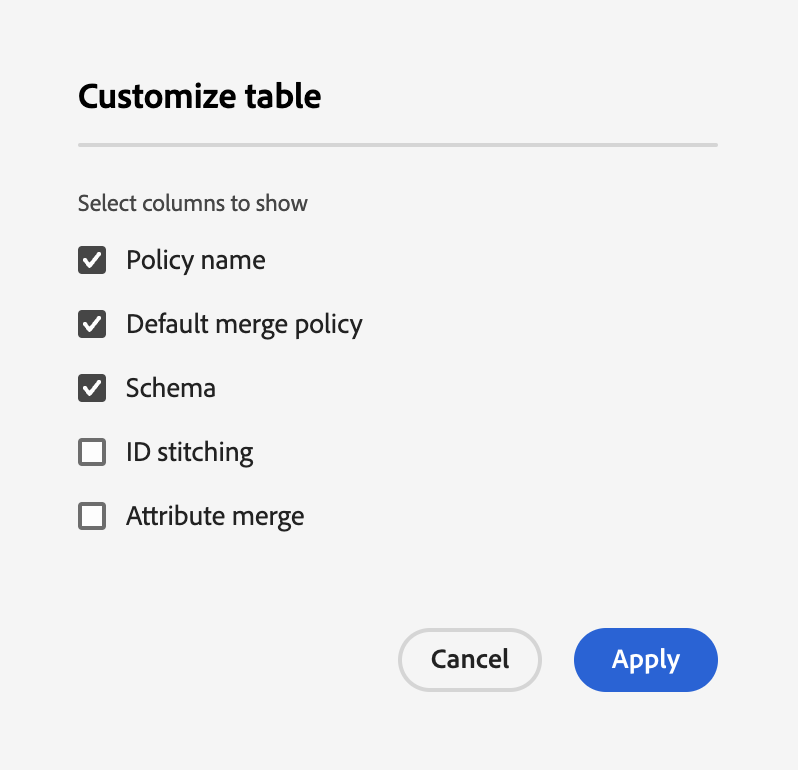 Customize table
Select columns to show
Policy name
Default merge policy
Schema
ID stitching
Attribute merge
Cancel
Apply